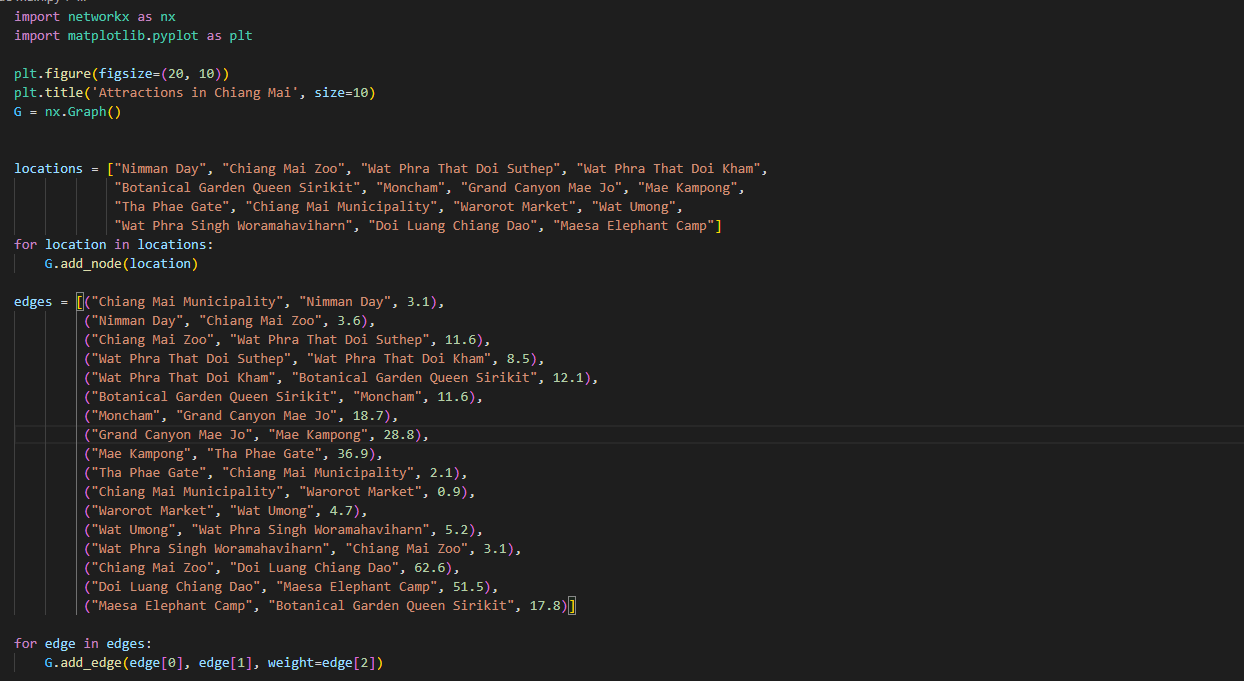 import networkx as nx
import matplotlib.pyplot as plt
plt.figure(figsize=(20, 10))
plt.title('Attractions in Chiang Mai', size=10)
G = nx.Graph()
locations = ["Nimman Day", "Chiang Mai Zoo", "Wat Phra That Doi Suthep", "Wat Phra That Doi Kham",
"Botanical Garden Queen Sirikit", "Moncham", "Grand Canyon Mae Jo", "Mae Kampong",
"Tha Phae Gate", "Chiang Mai Municipality", "Warorot Market", "Wat Umong",
"Wat Phra Singh Woramahaviharn", "Doi Luang Chiang Dao", "Maesa Elephant Camp"]
for location in locations:
G.add_node(location)
edges = [("Chiang Mai Municipality", "Nimman Day", 3.1),
("Nimman Day", "Chiang Mai Zoo", 3.6),
("Chiang Mai Zoo", "Wat Phra That Doi Suthep", 11.6),
("Wat Phra That Doi Suthep", "Wat Phra That Doi Kham", 8.5),
("Wat Phra That Doi Kham", "Botanical Garden Queen Sirikit", 12.1),
("Botanical Garden Queen Sirikit", "Moncham", 11.6),
("Moncham", "Grand Canyon Mae Jo", 18.7),
("Grand Canyon Mae Jo", "Mae Kampong", 28.8),
("Mae Kampong", "Tha Phae Gate", 36.9),
("Tha Phae Gate", "Chiang Mai Municipality", 2.1),
("Chiang Mai Municipality", "Warorot Market", 0.9),
("Warorot Market", "Wat Umong", 4.7),
("Wat Umong", "Wat Phra Singh Woramahaviharn", 5.2),
("Wat Phra Singh Woramahaviharn", "Chiang Mai Zoo", 3.1),
("Chiang Mai Zoo", "Doi Luang Chiang Dao", 62.6),
("Doi Luang Chiang Dao", "Maesa Elephant Camp", 51.5),
("Maesa Elephant Camp", "Botanical Garden Queen Sirikit", 17.8)]
for edge in edges:
G.add_edge(edge[0], edge[1], weight=edge[2])